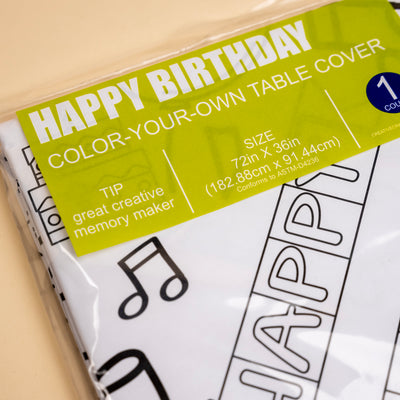 HAPPY BIRTHDAY
COLOR-YOUR-OWN TABLE COVER
TIP
great creative
memory maker
SIZE
72in X 36in
(182.88cm x 91.44cm)
Conforms to ASTM-D4236
1
HAPPY